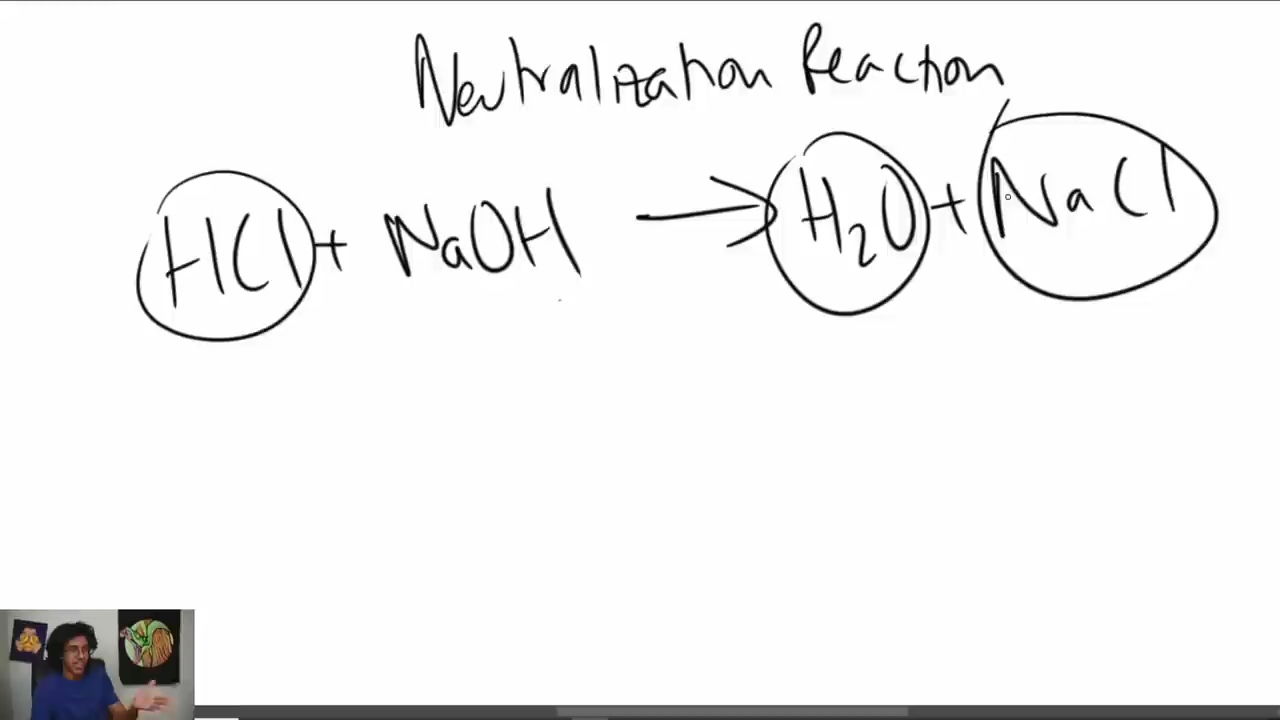 Neutralization Reaction
HCl + NaOH → H₂O + NaCl